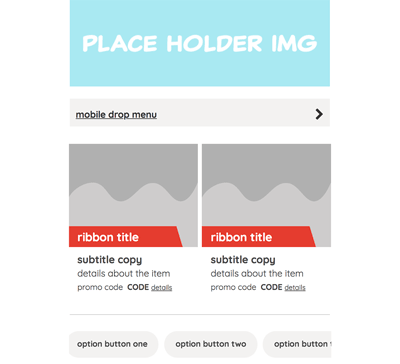 PLACE HOLDER IMG
mobile drop menu
ribbon title
subtitle copy
details about the item
promo code CODE details
ribbon title
subtitle copy
details about the item
promo code CODE details
option button one
option button two
option button